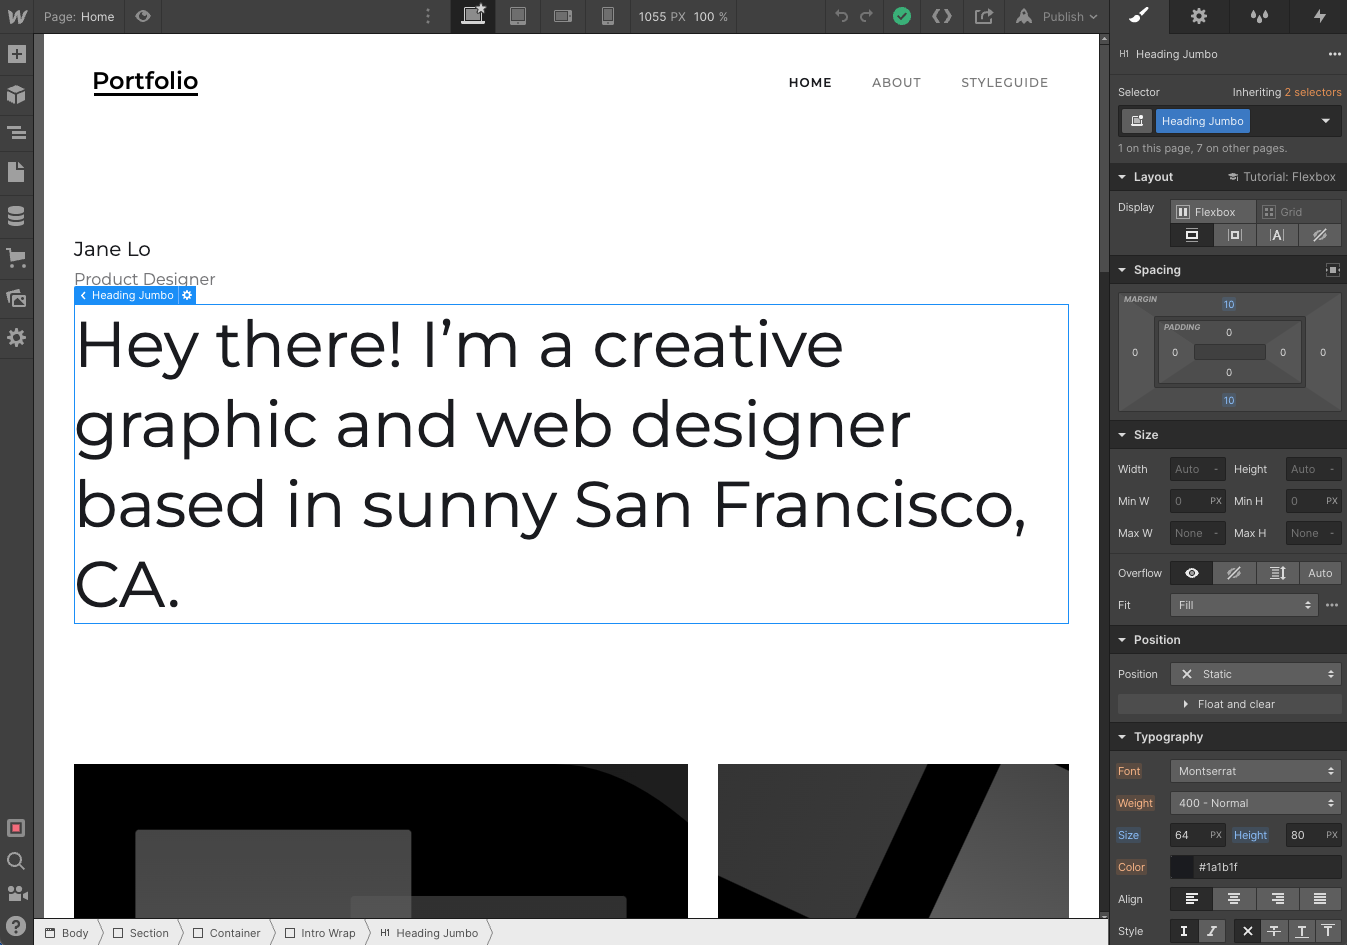 Page: Home
1055 PX 100 %
Publish
H1 Heading Jumbo
Selector
Inheriting 2 selectors
Heading Jumbo
1 on this page, 7 on other pages.
Layout
Tutorial: Flexbox
Display
Flexbox
Grid
A
Spacing
MARGIN
10
PADDING
0
0
0
0
0
0
10
Size
Width Auto - Height Auto -
Min W 0 PX Min H 0 PX
Max W None - Max H None -
Overflow Auto
Fit Fill
Position
Position Static
Float and clear
Typography
Font Montserrat
Weight 400 - Normal
Size 64 PX Height 80 PX
Color #1a1b1f
Align
Style I I T T T
Portfolio
HOME ABOUT STYLEGUIDE
Jane Lo
Product Designer
Heading Jumbo
Hey there! I’m a creative
graphic and web designer
based in sunny San Francisco,
CA.
Body Section Container Intro Wrap H1 Heading Jumbo